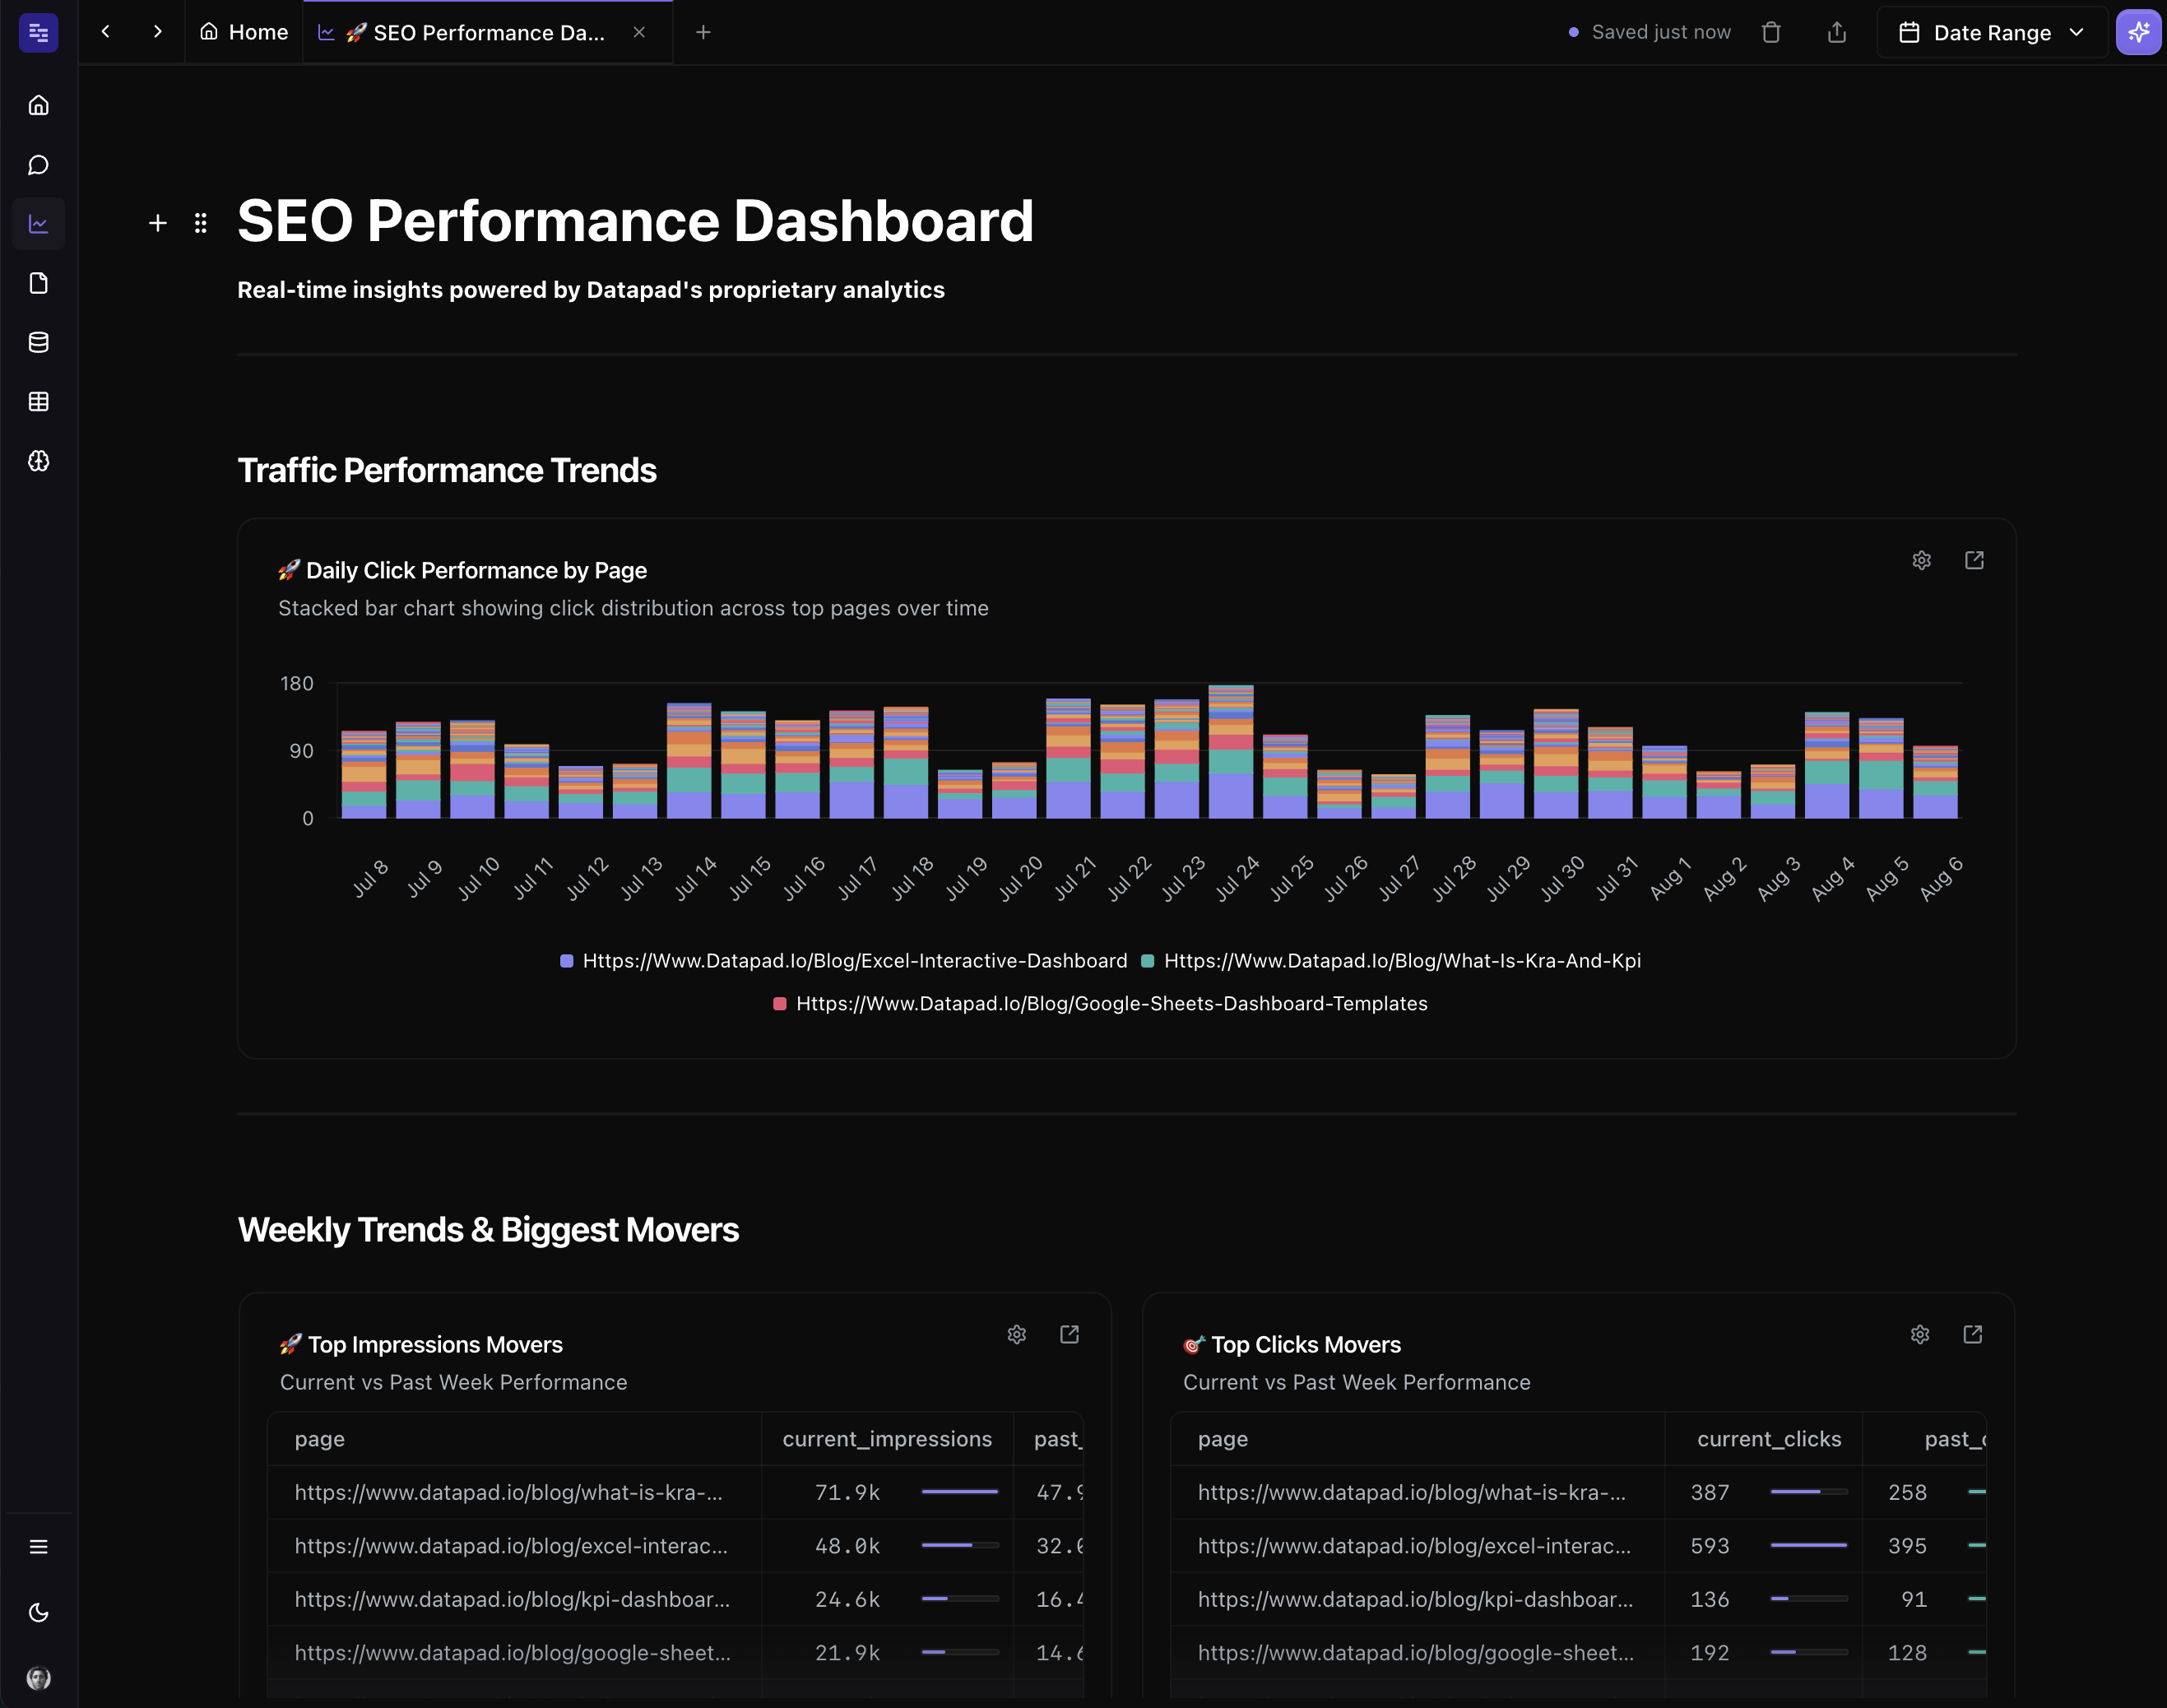 Home
🚀 SEO Performance Da...
Saved just now
Date Range
SEO Performance Dashboard
Real-time insights powered by Datapad's proprietary analytics
Traffic Performance Trends
🚀 Daily Click Performance by Page
Stacked bar chart showing click distribution across top pages over time
180
90
0
Jul 8
Jul 9
Jul 10
Jul 11
Jul 12
Jul 13
Jul 14
Jul 15
Jul 16
Jul 17
Jul 18
Jul 19
Jul 20
Jul 21
Jul 22
Jul 23
Jul 24
Jul 25
Jul 26
Jul 27
Jul 28
Jul 29
Jul 30
Jul 31
Aug 1
Aug 2
Aug 3
Aug 4
Aug 5
Aug 6
Https://Www.Datapad.Io/Blog/Excel-Interactive-Dashboard
Https://Www.Datapad.Io/Blog/What-Is-Kra-And-Kpi
Https://Www.Datapad.Io/Blog/Google-Sheets-Dashboard-Templates
Weekly Trends & Biggest Movers
🚀 Top Impressions Movers
Current vs Past Week Performance
page current_impressions past_
https://www.datapad.io/blog/what-is-kra-... 71.9k 47.9
https://www.datapad.io/blog/excel-interac... 48.0k 32.0
https://www.datapad.io/blog/kpi-dashboar... 24.6k 16.4
https://www.datapad.io/blog/google-sheet... 21.9k 14.6
🎯 Top Clicks Movers
Current vs Past Week Performance
page current_clicks past_c
https://www.datapad.io/blog/what-is-kra-... 387 258
https://www.datapad.io/blog/excel-interac... 593 395
https://www.datapad.io/blog/kpi-dashboar... 136 91
https://www.datapad.io/blog/google-sheet... 192 128